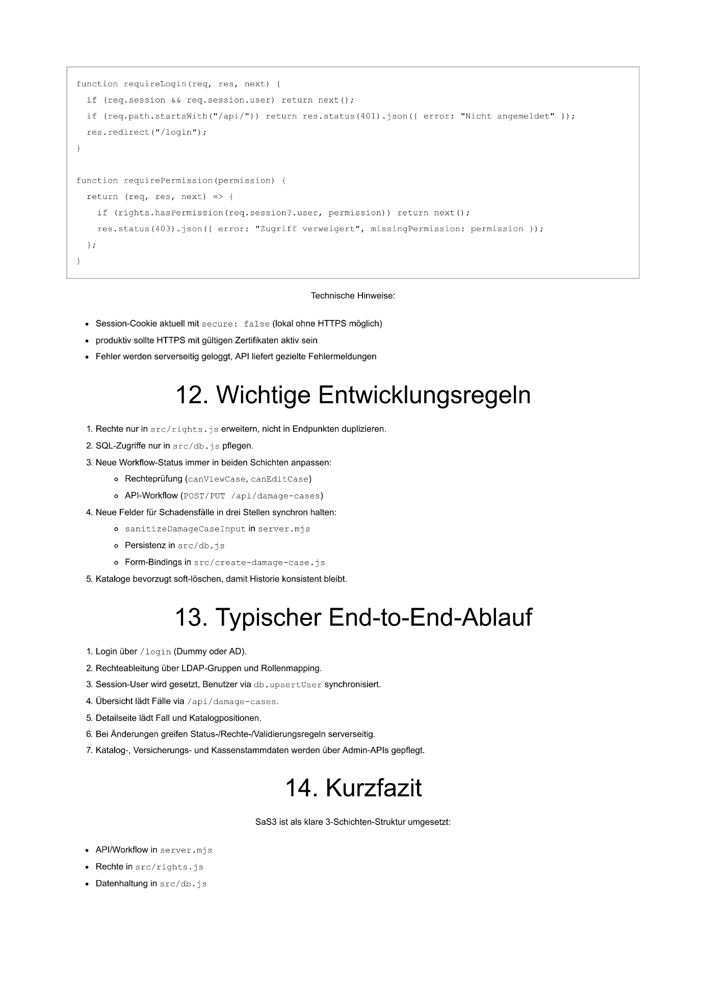 function requireLogin(req, res, next) {
  if (req.session && req.session.user) return next();
  if (req.path.startsWith("/api/")) return res.status(401).json({ error: "Nicht angemeldet" });
  res.redirect("/login");
}

function requirePermission(permission) {
  return (req, res, next) => {
    if (rights.hasPermission(req.session?.user, permission)) return next();
    res.status(403).json({ error: "Zugriff verweigert", missingPermission: permission });
  };
}
Technische Hinweise:
• Session-Cookie aktuell mit secure: false (lokal ohne HTTPS möglich)
• produktiv sollte HTTPS mit gültigen Zertifikaten aktiv sein
• Fehler werden serverseitig geloggt, API liefert gezielte Fehlermeldungen
12. Wichtige Entwicklungsregeln
1. Rechte nur in src/rights.js erweitern, nicht in Endpunkten duplizieren.
2. SQL-Zugriffe nur in src/db.js pflegen.
3. Neue Workflow-Status immer in beiden Schichten anpassen:
◦ Rechteprüfung (canViewCase, canEditCase)
◦ API-Workflow (POST/PUT /api/damage-cases)
4. Neue Felder für Schadensfälle in drei Stellen synchron halten:
◦ sanitizeDamageCaseInput in server.mjs
◦ Persistenz in src/db.js
◦ Form-Bindings in src/create-damage-case.js
5. Kataloge bevorzugt soft-löschen, damit Historie konsistent bleibt.
13. Typischer End-to-End-Ablauf
1. Login über /login (Dummy oder AD).
2. Rechteableitung über LDAP-Gruppen und Rollenmapping.
3. Session-User wird gesetzt, Benutzer via db.upsertUser synchronisiert.
4. Übersicht lädt Fälle via /api/damage-cases.
5. Detailseite lädt Fall und Katalogpositionen.
6. Bei Änderungen greifen Status-/Rechte-/Validierungsregeln serverseitig.
7. Katalog-, Versicherungs- und Kassenstammdaten werden über Admin-APIs gepflegt.
14. Kurzfazit
SaS3 ist als klare 3-Schichten-Struktur umgesetzt:
• API/Workflow in server.mjs
• Rechte in src/rights.js
• Datenhaltung in src/db.js